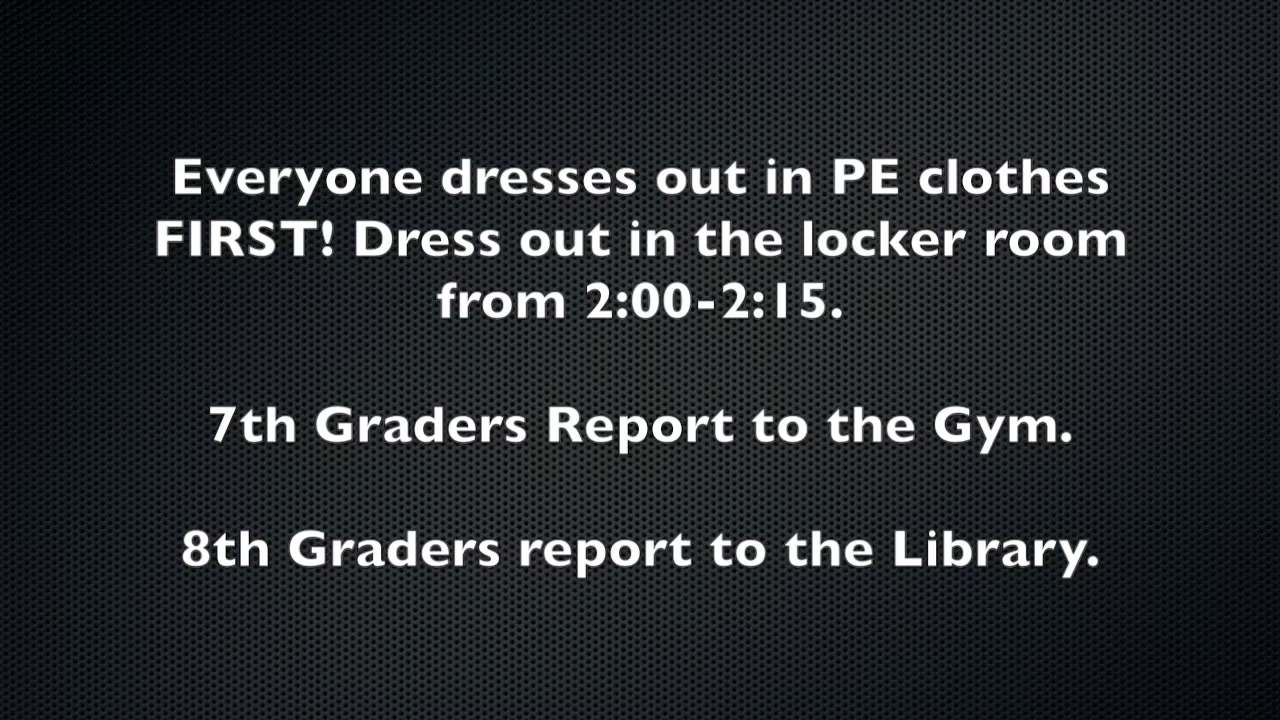 Everyone dresses out in PE clothes
FIRST! Dress out in the locker room
from 2:00-2:15.
7th Graders Report to the Gym.
8th Graders report to the Library.